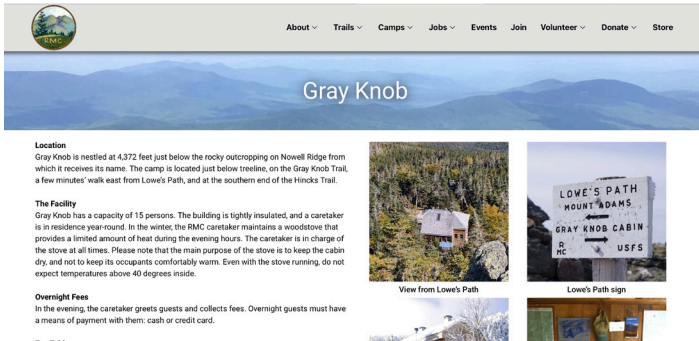 RMC
About Trails Camps Jobs Events Join Volunteer Donate Store
Gray Knob
Location
Gray Knob is nestled at 4,372 feet just below the rocky outcropping on Nowell Ridge from
which it receives its name. The camp is located just below treeline, on the Gray Knob Trail,
a few minutes’ walk east from Lowe’s Path, and at the southern end of the Hincks Trail.
The Facility
Gray Knob has a capacity of 15 persons. The building is tightly insulated, and a caretaker
is in residence year-round. In the winter, the RMC caretaker maintains a woodstove that
provides a limited amount of heat during the evening hours. The caretaker is in charge of
the stove at all times. Please note that the main purpose of the stove is to keep the cabin
dry, and not to keep its occupants comfortably warm. Even with the stove running, do not
expect temperatures above 40 degrees inside.
Overnight Fees
In the evening, the caretaker greets guests and collects fees. Overnight guests must have
a means of payment with them: cash or credit card.
View from Lowe’s Path
LOWE'S PATH
MOUNT ADAMS
GRAY KNOB CABIN
R
MC USFS
Lowe’s Path sign